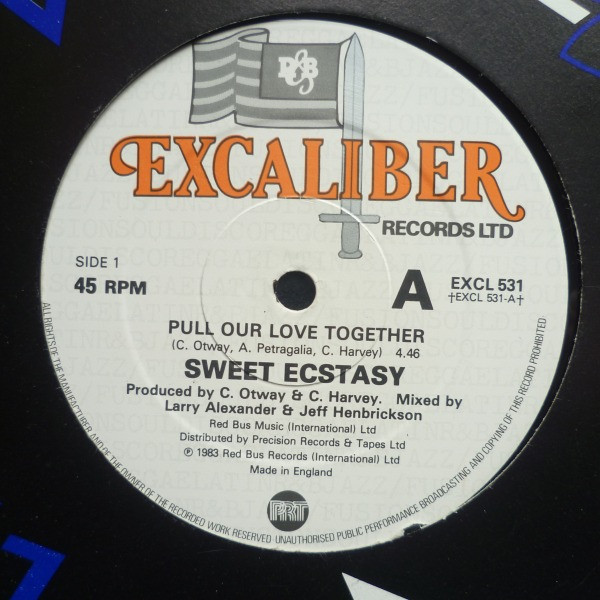 R&B
EXCALIBER
RECORDS LTD
SIDE 1
45 RPM
A
EXCL 531
†EXCL 531-A†
PULL OUR LOVE TOGETHER
(C. Otway, A. Petragalia, C. Harvey) 4.46
SWEET ECSTASY
Produced by C. Otway & C. Harvey. Mixed by
Larry Alexander & Jeff Henbrickson
Red Bus Music (International) Ltd
Distributed by Precision Records & Tapes Ltd
℗ 1983 Red Bus Records (International) Ltd
Made in England
PRT
ALL RIGHTS OF THE MANUFACTURER AND OF THE OWNER OF THE RECORDED WORK RESERVED·UNAUTHORISED PUBLIC PERFORMANCE BROADCASTING AND COPYING OF THIS RECORD PROHIBITED